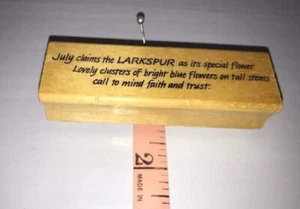 July claims the LARKSPUR as its special flower.
Lovely clusters of bright blue flowers on tall stems
call to mind faith and trust.
2
MADE IN